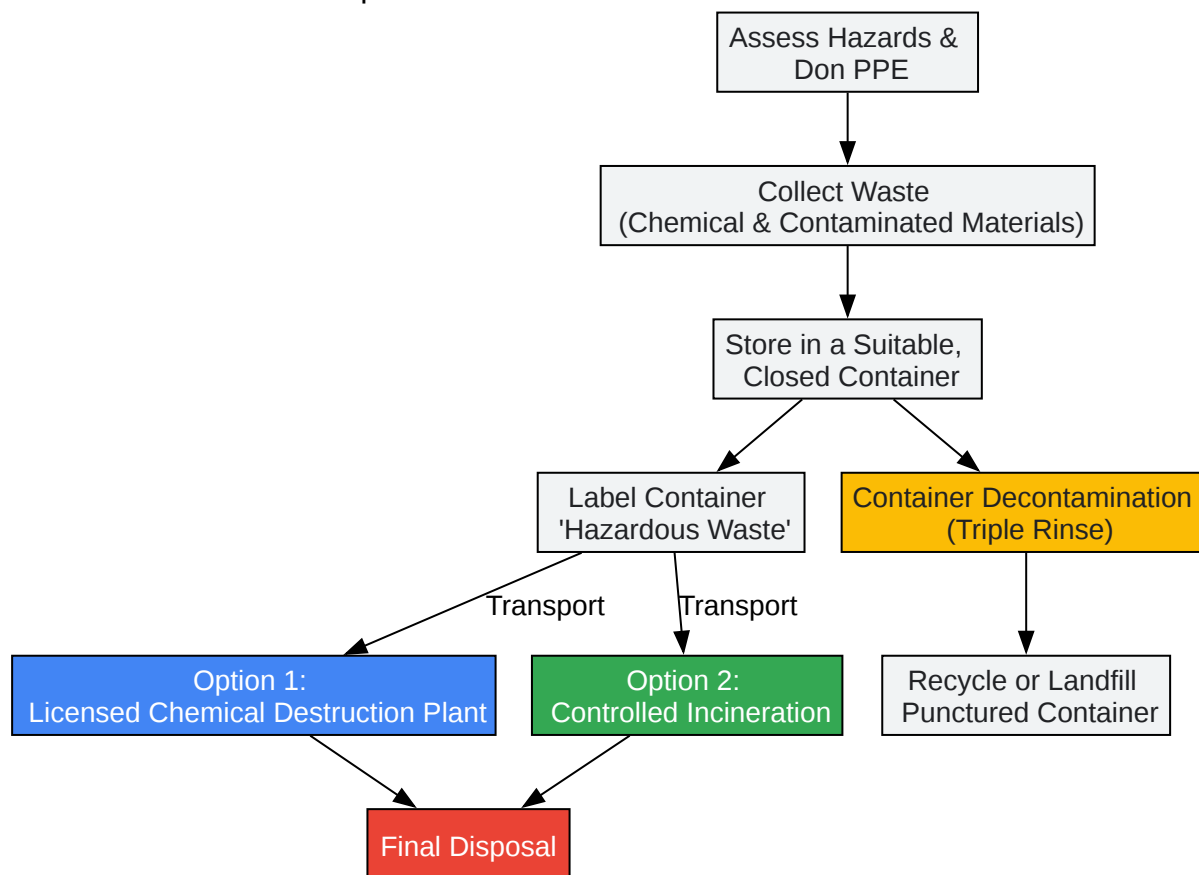 Assess Hazards &
Don PPE
Collect Waste
(Chemical & Contaminated Materials)
Store in a Suitable,
Closed Container
Label Container
'Hazardous Waste'
Container Decontamination
(Triple Rinse)
Transport
Transport
Option 1:
Licensed Chemical Destruction Plant
Option 2:
Controlled Incineration
Recycle or Landfill
Punctured Container
Final Disposal